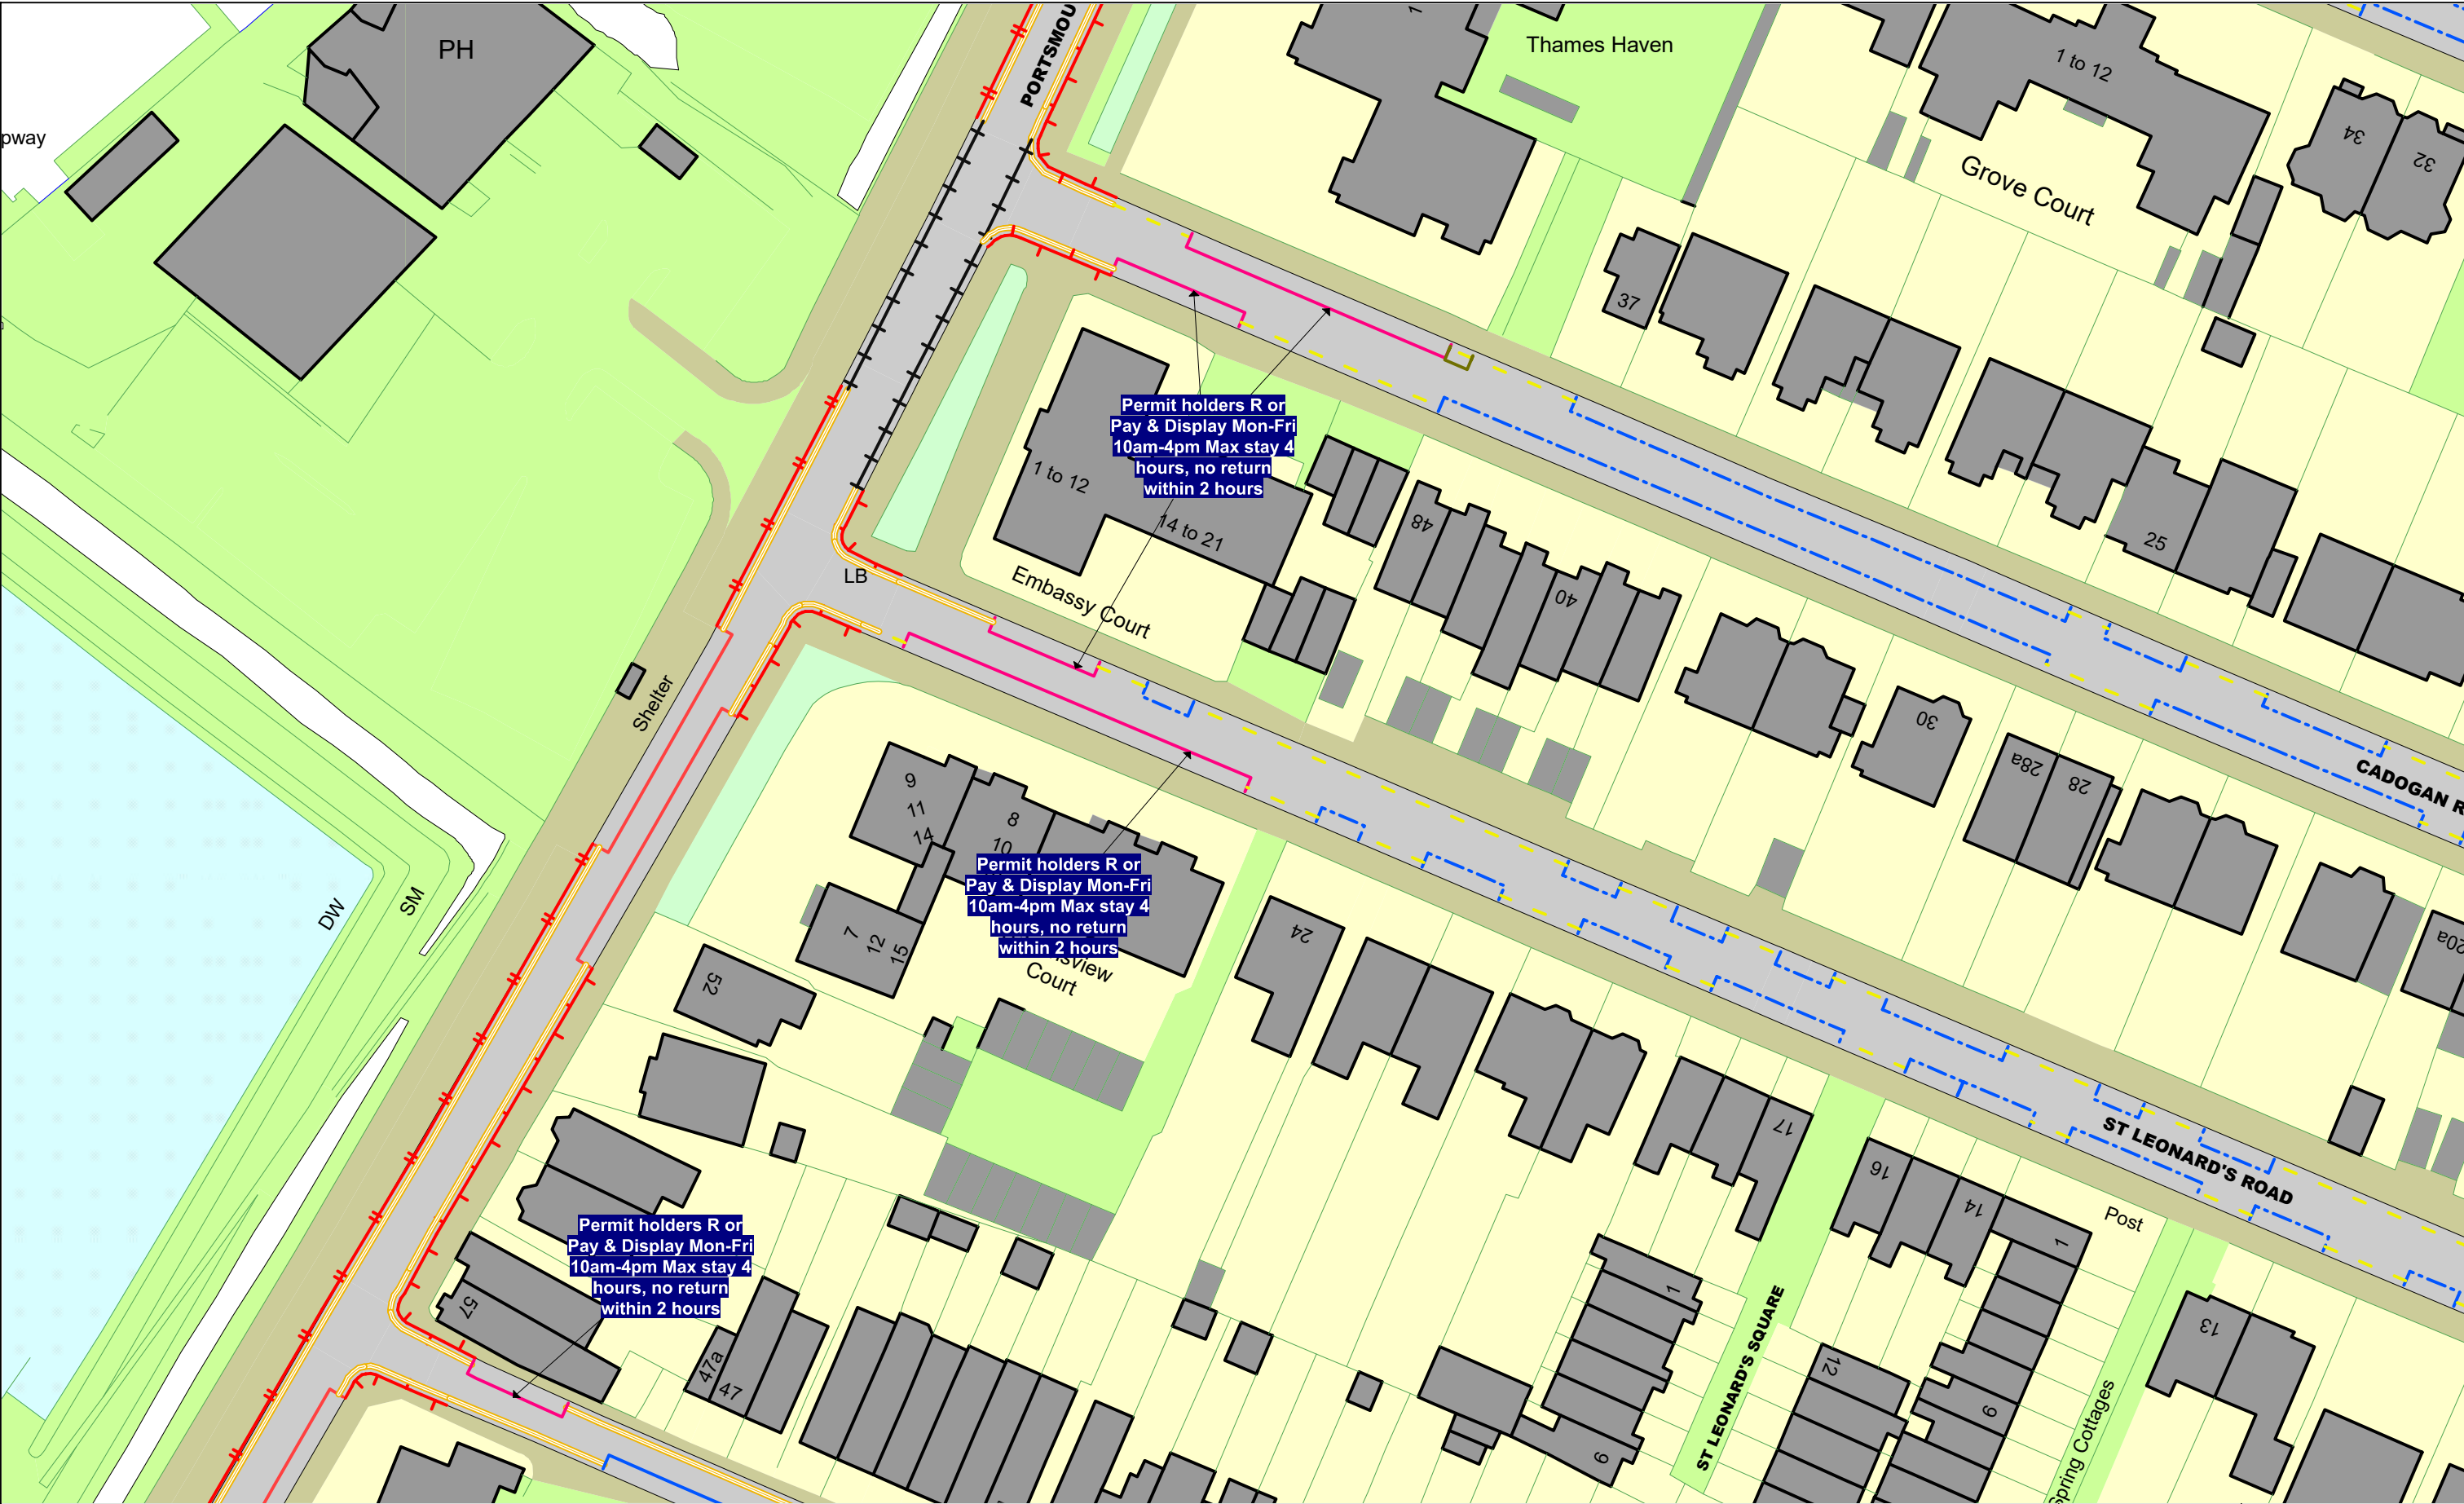 PH
PORTSMOU
1
Thames Haven
1 to 12
34
32
pway
Grove Court
37
Permit holders R or
Pay & Display Mon-Fri
10am-4pm Max stay 4
hours, no return
within 2 hours
1 to 12
14 to 21
48
40
25
LB
Embassy Court
Shelter
30
28a
28
CADOGAN R
20a
9
11
14
8
10
Permit holders R or
Pay & Display Mon-Fri
10am-4pm Max stay 4
hours, no return
within 2 hours
sview
Court
7
12
15
24
DW
SM
52
17
16
14
1
ST LEONARD'S ROAD
Post
Permit holders R or
Pay & Display Mon-Fri
10am-4pm Max stay 4
hours, no return
within 2 hours
57
47a
47
1
9
ST LEONARD'S SQUARE
12
9
Spring Cottages
13